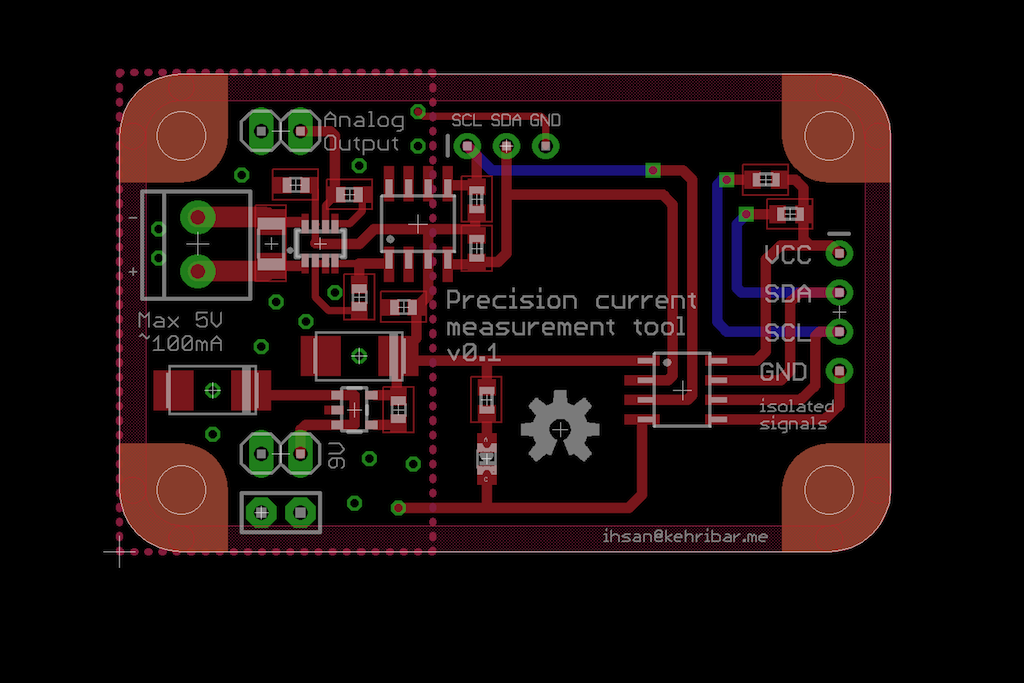 Analog
Output
SCL SDA GND
-
+
Max 5V
~100mA
Precision current
measurement tool
v0.1
VCC
SDA
SCL
GND
isolated
signals
9V
A
C
ihsan@kehribar.me